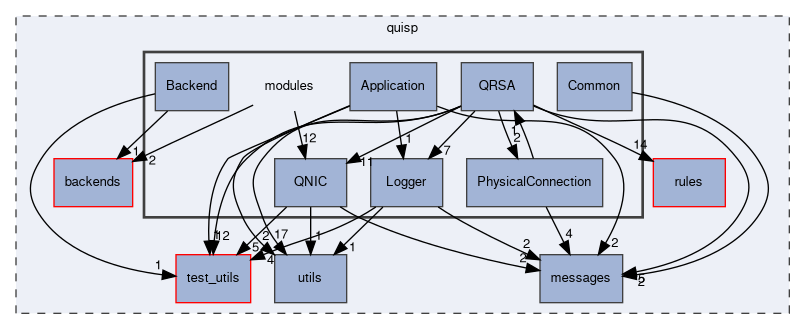 quisp
Backend
modules
Application
QRSA
Common
1
2
12
1
11
7
1
2
14
backends
QNIC
Logger
PhysicalConnection
rules
1
12
2
17
5
4
1
1
2
2
4
2
5
2
1
test_utils
utils
messages